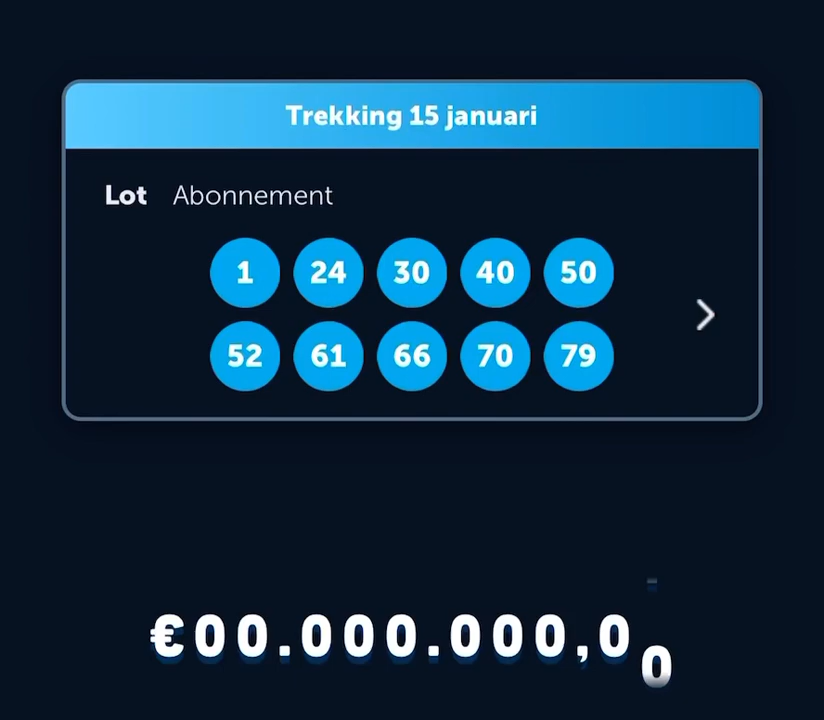 Trekking 15 januari
Lot Abonnement
1 24 30 40 50
52 61 66 70 79
€00.000.000,00